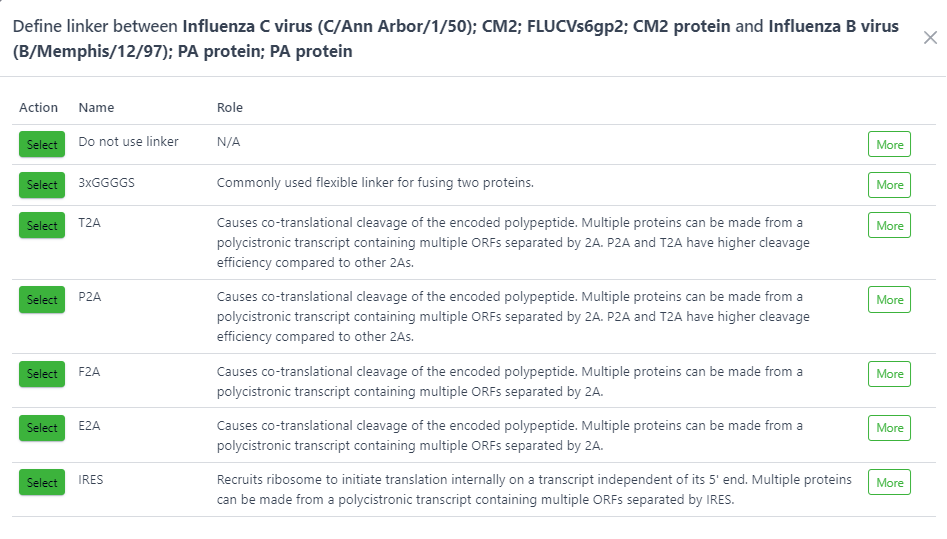 Define linker between Influenza C virus (C/Ann Arbor/1/50); CM2; FLUCVs6gp2; CM2 protein and Influenza B virus
(B/Memphis/12/97); PA protein; PA protein
Action Name Role
Select Do not use linker N/A More
Select 3xGGGGS Commonly used flexible linker for fusing two proteins. More
Select T2A Causes co-translational cleavage of the encoded polypeptide. Multiple proteins can be made from a More
polycistronic transcript containing multiple ORFs separated by 2A. P2A and T2A have higher cleavage
efficiency compared to other 2As.
Select P2A Causes co-translational cleavage of the encoded polypeptide. Multiple proteins can be made from a More
polycistronic transcript containing multiple ORFs separated by 2A. P2A and T2A have higher cleavage
efficiency compared to other 2As.
Select F2A Causes co-translational cleavage of the encoded polypeptide. Multiple proteins can be made from a More
polycistronic transcript containing multiple ORFs separated by 2A.
Select E2A Causes co-translational cleavage of the encoded polypeptide. Multiple proteins can be made from a More
polycistronic transcript containing multiple ORFs separated by 2A.
Select IRES Recruits ribosome to initiate translation internally on a transcript independent of its 5' end. Multiple proteins More
can be made from a polycistronic transcript containing multiple ORFs separated by IRES.